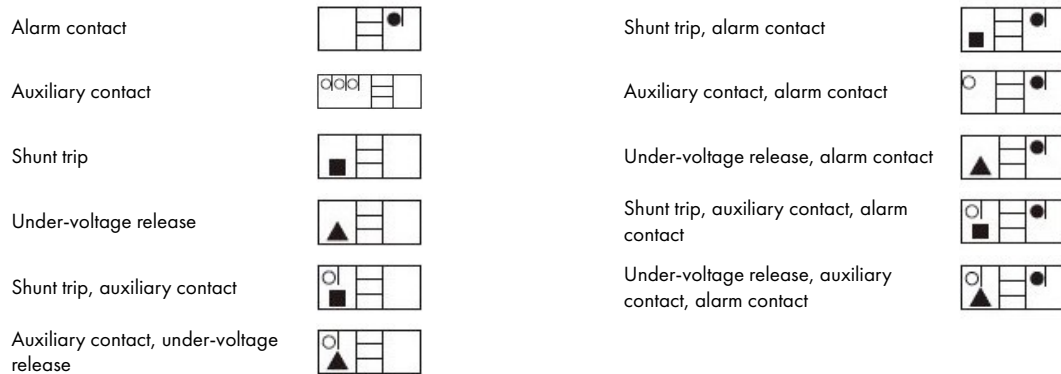 Alarm contact
Auxiliary contact
Shunt trip
Under-voltage release
Shunt trip, auxiliary contact
Auxiliary contact, under-voltage
release
Shunt trip, alarm contact
Auxiliary contact, alarm contact
Under-voltage release, alarm contact
Shunt trip, auxiliary contact, alarm
contact
Under-voltage release, auxiliary
contact, alarm contact